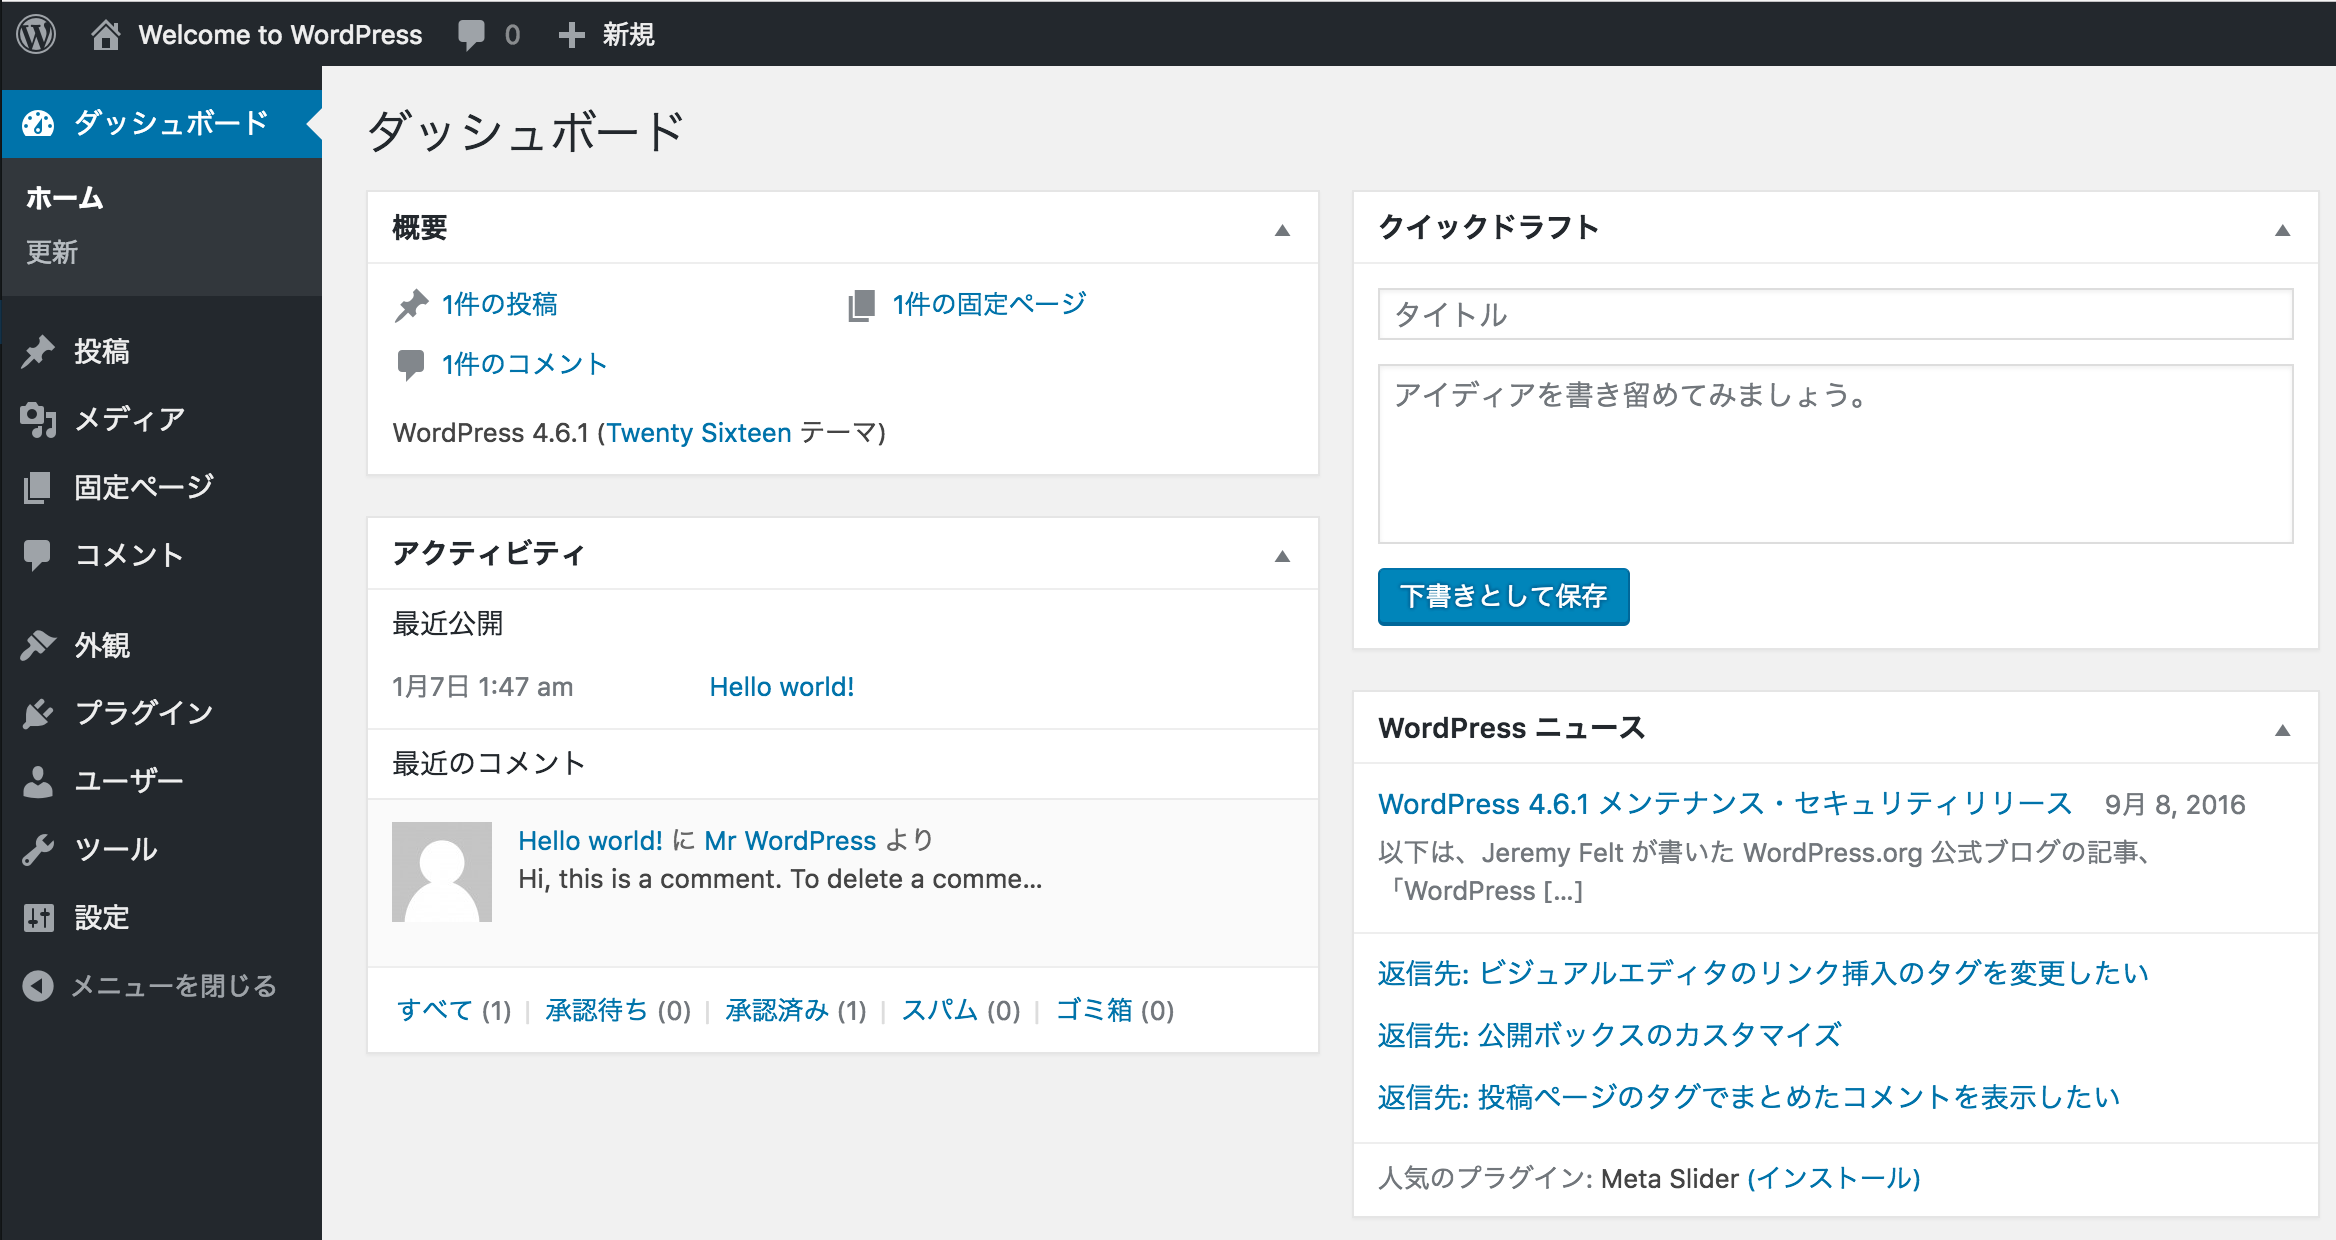 Welcome to WordPress 0 新規
ダッシュボード
ホーム
更新
投稿
メディア
固定ページ
コメント
外観
プラグイン
ユーザー
ツール
設定
メニューを閉じる
ダッシュボード
概要
1件の投稿 1件の固定ページ
1件のコメント
WordPress 4.6.1 (Twenty Sixteen テーマ)
アクティビティ
最近公開
1月7日 1:47 am Hello world!
最近のコメント
Hello world! に Mr WordPress より
Hi, this is a comment. To delete a comme...
すべて (1) | 承認待ち (0) | 承認済み (1) | スパム (0) | ゴミ箱 (0)
クイックドラフト
タイトル
アイディアを書き留めてみましょう。
下書きとして保存
WordPress ニュース
WordPress 4.6.1 メンテナンス・セキュリティリリース 9月 8, 2016
以下は、Jeremy Felt が書いた WordPress.org 公式ブログの記事、
「WordPress [...]
返信先: ビジュアルエディタのリンク挿入のタグを変更したい
返信先: 公開ボックスのカスタマイズ
返信先: 投稿ページのタグでまとめたコメントを表示したい
人気のプラグイン: Meta Slider (インストール)